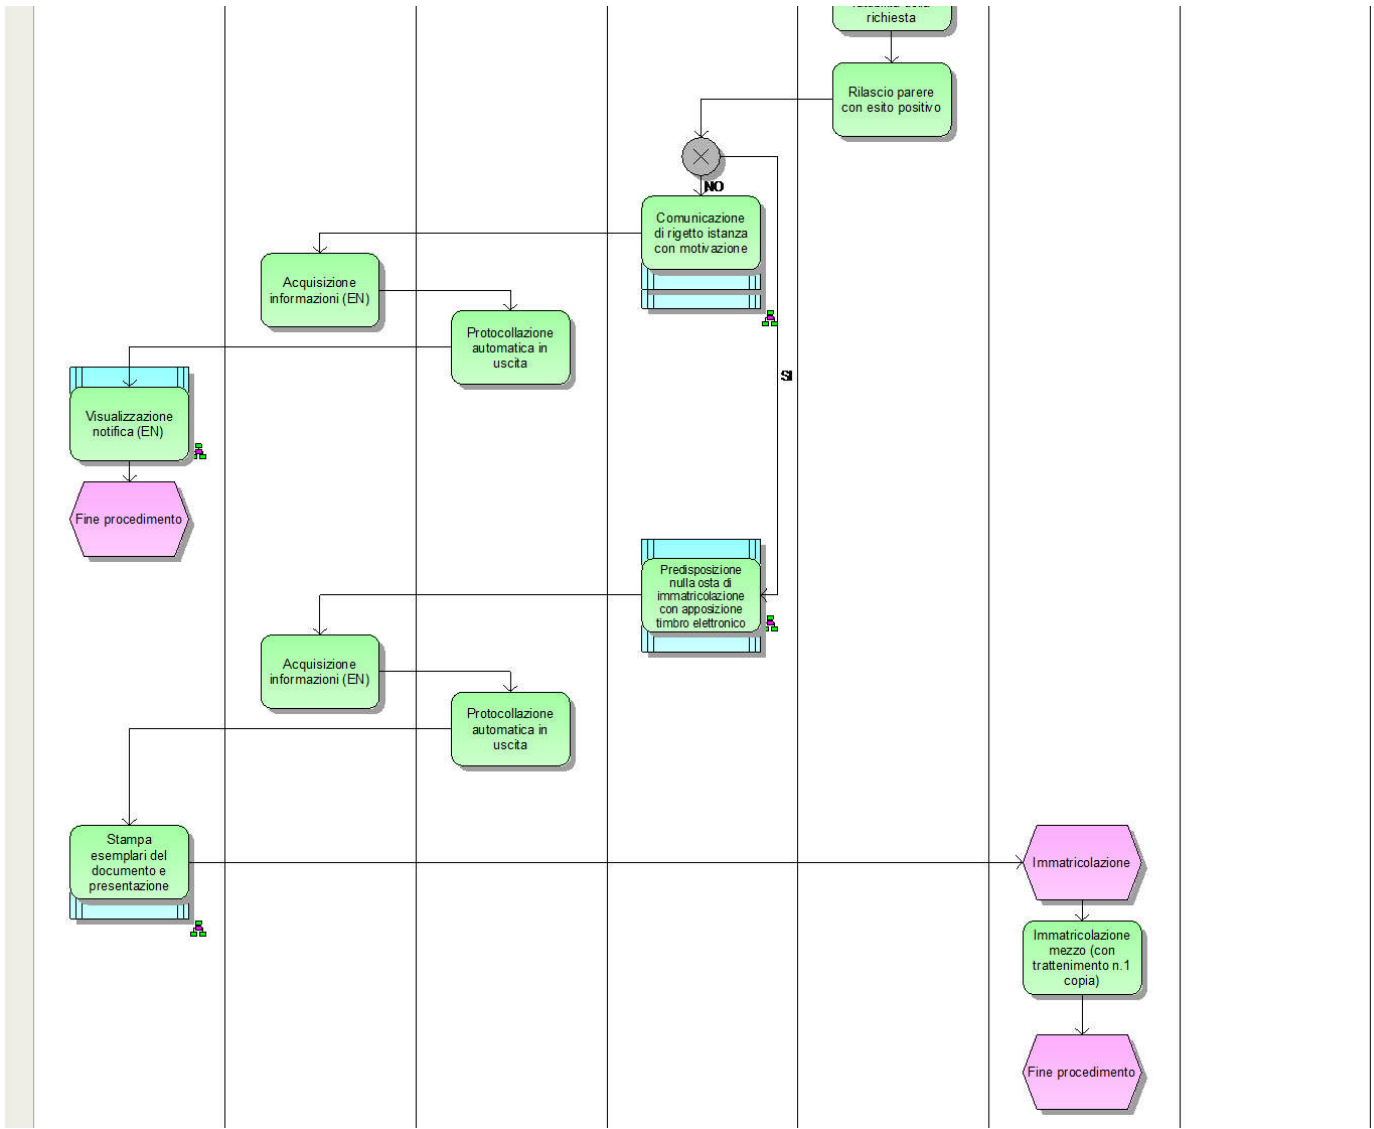 richiesta
Rilascio parere
con esito positivo
NO
Comunicazione
di rigetto istanza
con motivazione
Acquisizione
informazioni (EN)
Protocollazione
automatica in
uscita
SI
Visualizzazione
notifica (EN)
Fine procedimento
Predisposizione
nulla osta di
immatricolazione
con apposizione
timbro elettronico
Acquisizione
informazioni (EN)
Protocollazione
automatica in
uscita
Stampa
esemplari del
documento e
presentazione
Immatricolazione
Immatricolazione
mezzo (con
trattenimento n.1
copia)
Fine procedimento